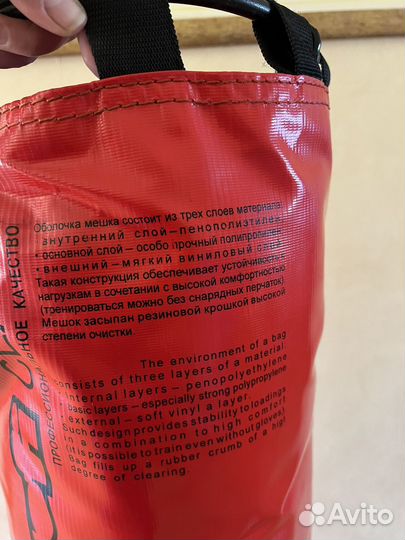 Оболочка мешка состоит из трех слоев материала:
• внутренний слой – пенополиэтилен
• основной слой – особо прочный полипропилен
• внешний – мягкий виниловый слой
Такая конструкция обеспечивает устойчивость
нагрузкам в сочетании с высокой комфортностью
(тренироваться можно без снарядных перчаток)
Мешок засыпан резиновой крошкой высокой
степени очистки.
The environment of a bag
consists of three layers of a material:
internal layers – penopolyethylene
basic layers – especially strong polypropylene
external – soft vinyl a layer.
Such design provides stability to loadings
in a combination to high comfort
(it is possible to train even without gloves)
Bag fills up a rubber crumb of a high
degree of clearing.
КАЧЕСТВО
Avito